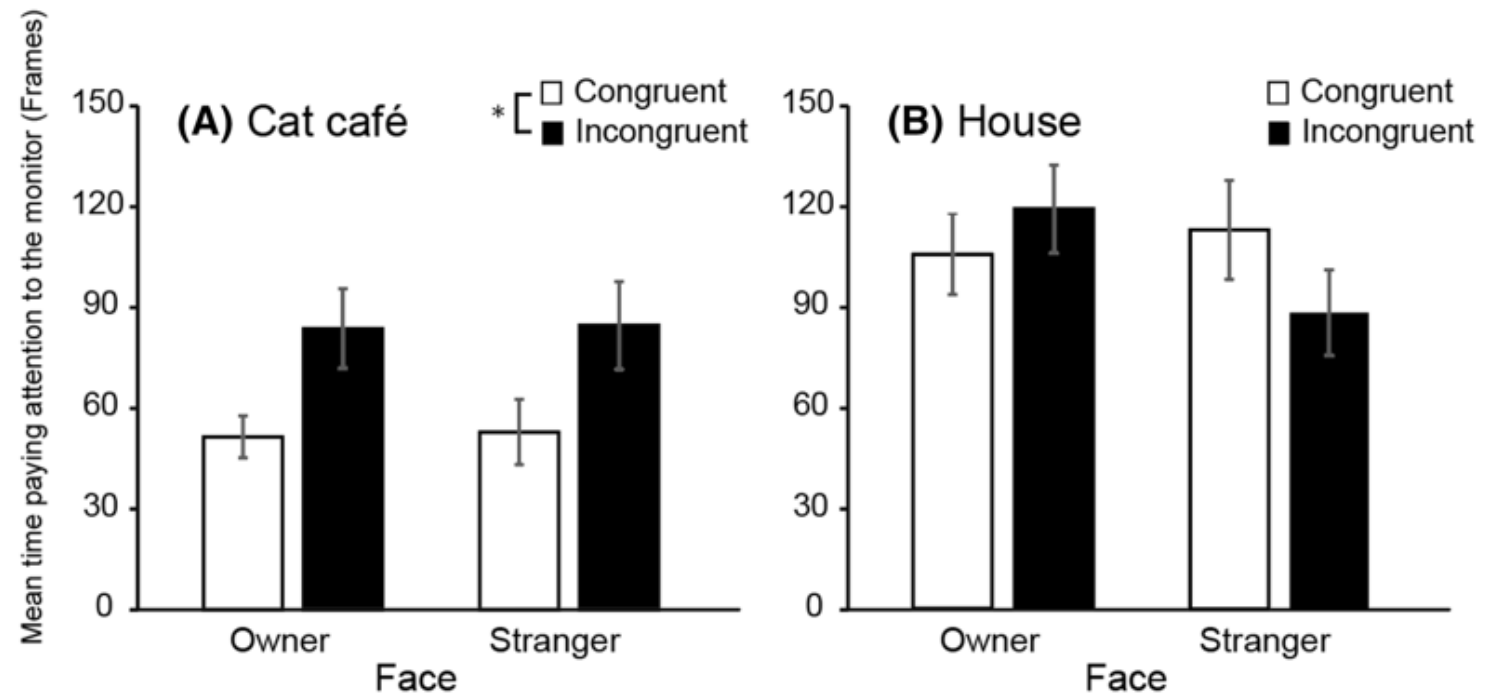 Mean time paying attention to the monitor (Frames)
(A) Cat café
* Congruent
Incongruent
150
120
90
60
30
0
Owner Stranger
Face
(B) House
Congruent
Incongruent
150
120
90
60
30
0
Owner Stranger
Face